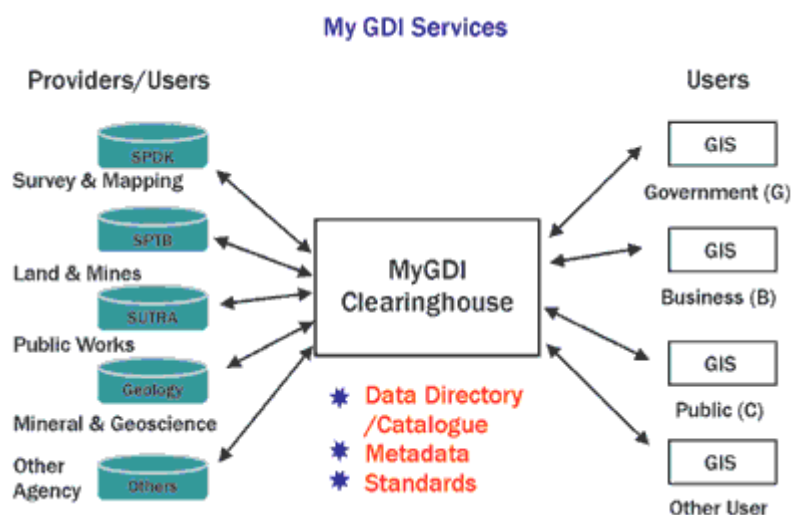 My GDI Services
Providers/Users
SPDK
Survey & Mapping
SPTB
Land & Mines
SUTRA
Public Works
Geology
Mineral & Geoscience
Other
Agency
Others
MyGDI
Clearinghouse
Data Directory
/Catalogue
Metadata
Standards
Users
GIS
Government (G)
GIS
Business (B)
GIS
Public (C)
GIS
Other User